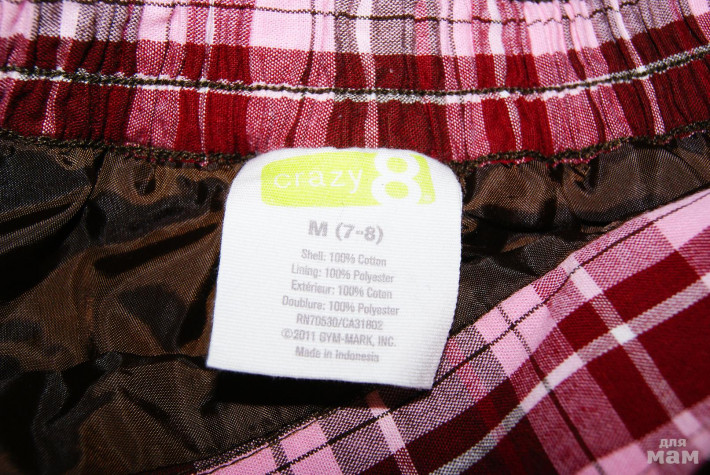 crazy 8
M (7-8)
Shell: 100% Cotton
Lining: 100% Polyester
Extérieur: 100% Coton
Doublure: 100% Polyester
RN79530/CA31802
©2011 GYM-MARK, INC.
Made in Indonesia
для
мам